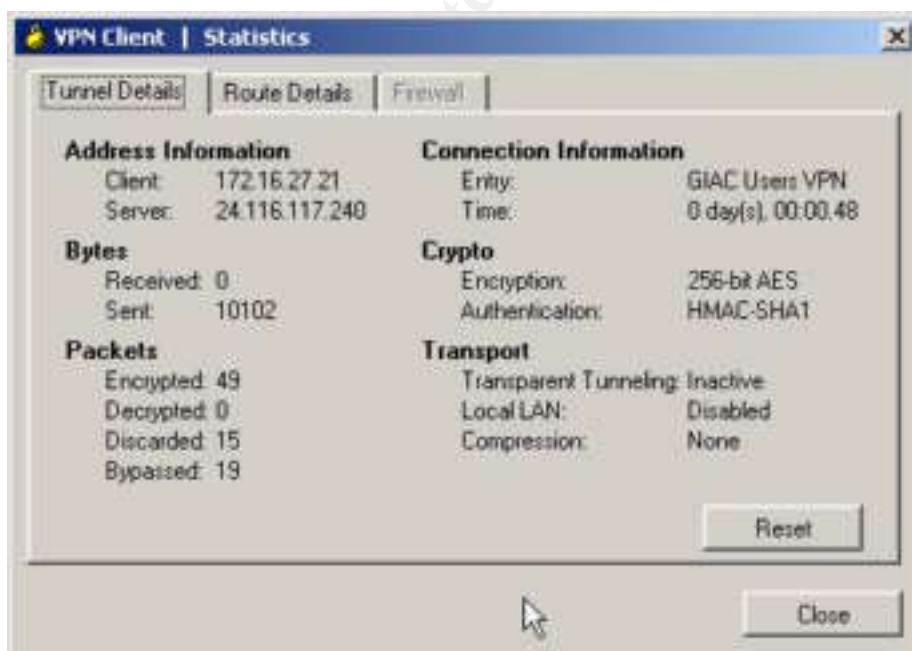 VPN Client | Statistics
Tunnel Details Route Details Firewall
Address Information
Client: 172.16.27.21
Server: 24.116.117.240
Bytes
Received: 0
Sent: 10102
Packets
Encrypted: 49
Decrypted: 0
Discarded: 15
Bypassed: 19
Connection Information
Entry: GIAC Users VPN
Time: 0 day(s), 00:00.48
Crypto
Encryption: 256-bit AES
Authentication: HMAC-SHA1
Transport
Transparent Tunneling: Inactive
Local LAN: Disabled
Compression: None
Reset
Close